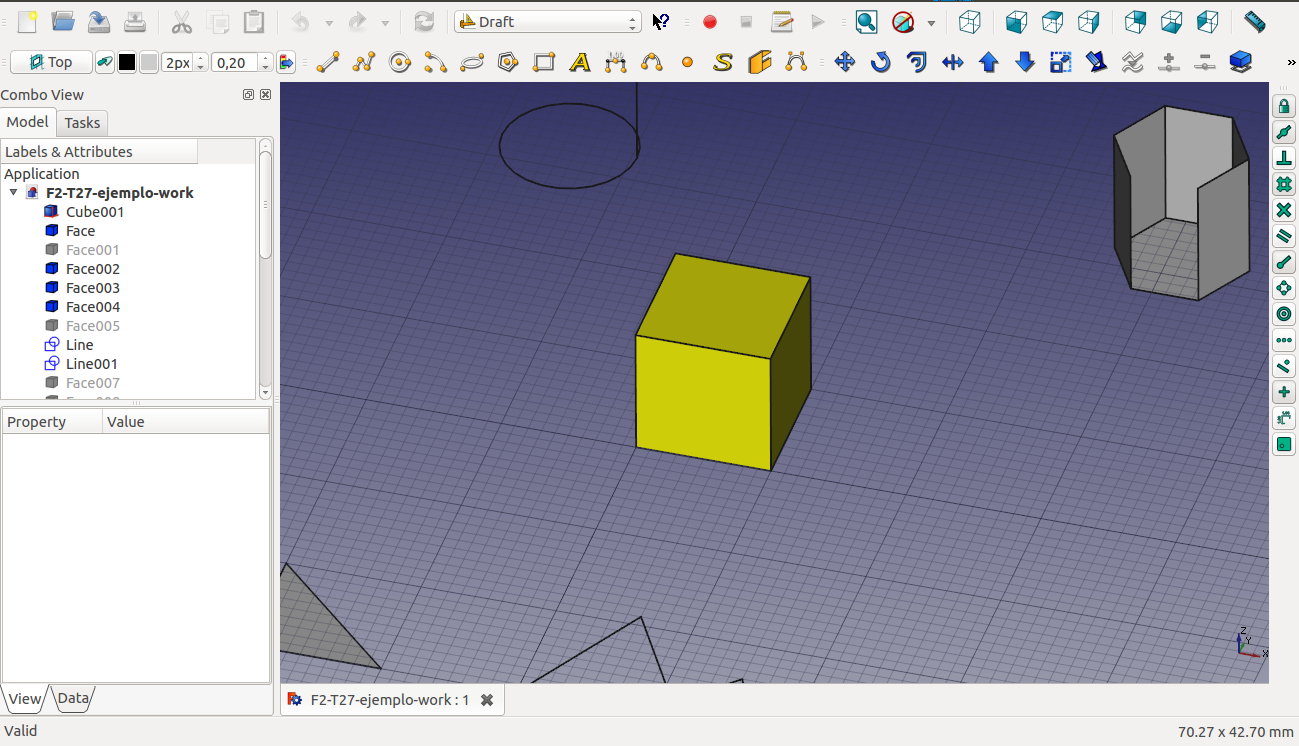 Draft
Top
2px
0,20
A
S
Combo View
Model
Tasks
Labels & Attributes
Application
F2-T27-ejemplo-work
Cube001
Face
Face001
Face002
Face003
Face004
Face005
Line
Line001
Face007
Property
Value
View
Data
Z
Y
X
F2-T27-ejemplo-work : 1
Valid
70.27 x 42.70 mm